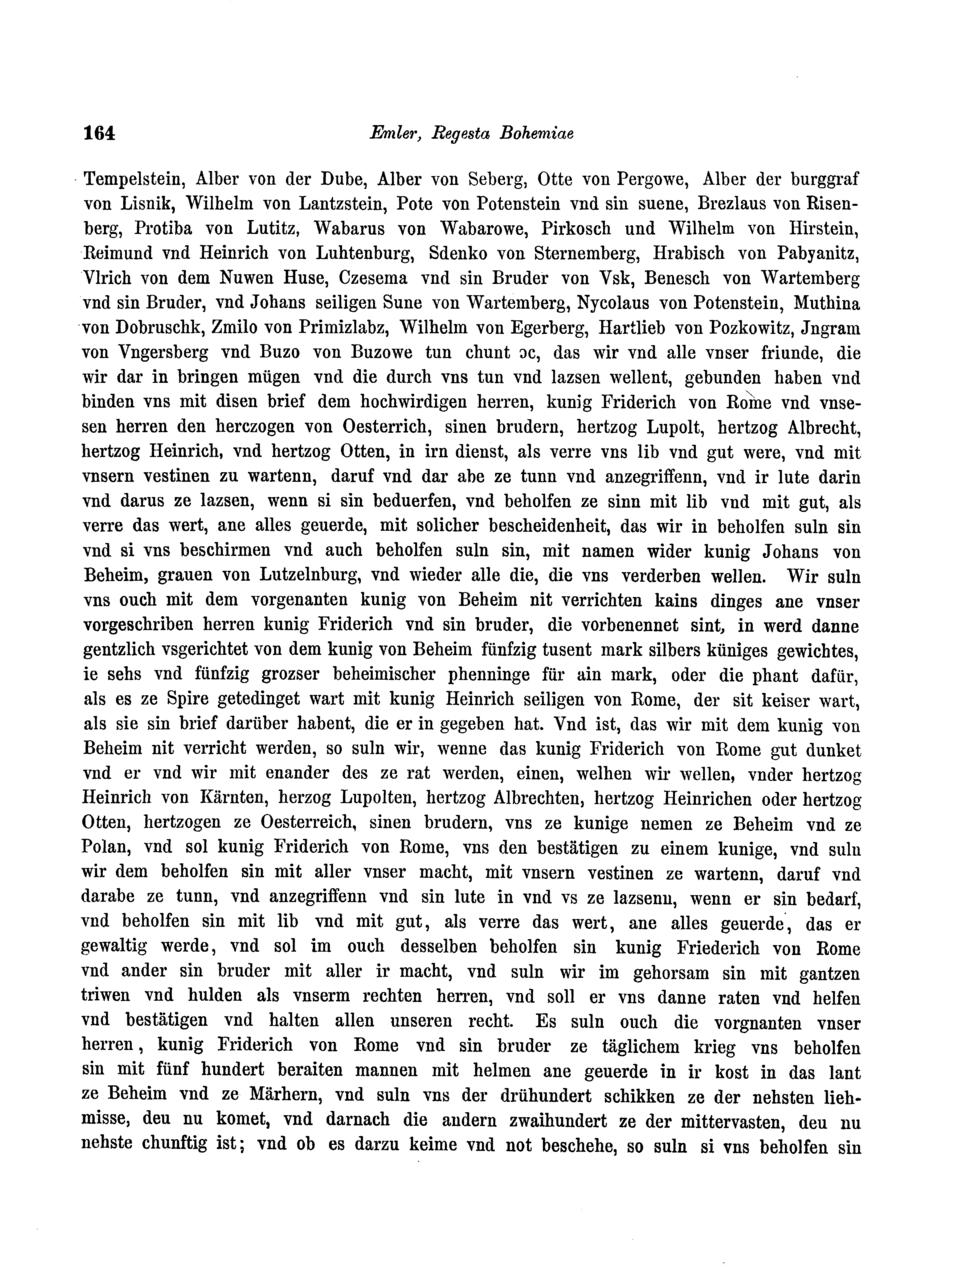 164 Emler, Regesta Bohemiae
Tempelstein, Alber von der Dube, Alber von Seberg, Otte von Pergowe, Alber der burggraf
von Lisnik, Wilhelm von Lantzstein, Pote von Potenstein vnd sin suene, Brezlaus von Risen-
berg, Protiba von Lutitz, Wabarus von Wabarowe, Pirkosch und Wilhelm von Hirstein,
Reimund vnd Heinrich von Luhtenburg, Sdenko von Sternemberg, Hrabisch von Pabyanitz,
Vlrich von dem Nuwen Huse, Czesema vnd sin Bruder von Vsk, Benesch von Wartemberg
vnd sin Bruder, vnd Johans seiligen Sune von Wartemberg, Nycolaus von Potenstein, Muthina
von Dobruschk, Zmilo von Primizlabz, Wilhelm von Egerberg, Hartlieb von Pozkowitz, Jngram
von Vngersberg vnd Buzo von Buzowe tun chunt ɔc, das wir vnd alle vnser friunde, die
wir dar in bringen mügen vnd die durch vns tun vnd lazsen wellent, gebunden haben vnd
binden vns mit disen brief dem hochwirdigen herren, kunig Friderich von Rome vnd vnse-
sen herren den herczogen von Oesterrich, sinen brudern, hertzog Lupolt, hertzog Albrecht,
hertzog Heinrich, vnd hertzog Otten, in irn dienst, als verre vns lib vnd gut were, vnd mit
vnsern vestinen zu wartenn, daruf vnd dar abe ze tunn vnd anzegriffenn, vnd ir lute darin
vnd darus ze lazsen, wenn si sin beduerfen, vnd beholfen ze sinn mit lib vnd mit gut, als
verre das wert, ane alles geuerde, mit solicher bescheidenheit, das wir in beholfen suln sin
vnd si vns beschirmen vnd auch beholfen suln sin, mit namen wider kunig Johans von
Beheim, grauen von Lutzelnburg, vnd wieder alle die, die vns verderben wellen. Wir suln
vns ouch mit dem vorgenanten kunig von Beheim nit verrichten kains dinges ane vnser
vorgeschriben herren kunig Friderich vnd sin bruder, die vorbenennet sint, in werd danne
gentzlich vsgerichtet von dem kunig von Beheim fünfzig tusent mark silbers küniges gewichtes,
ie sehs vnd fünfzig grozser beheimischer phenninge für ain mark, oder die phant dafür,
als es ze Spire getedinget wart mit kunig Heinrich seiligen von Rome, der sit keiser wart,
als sie sin brief darüber habent, die er in gegeben hat. Vnd ist, das wir mit dem kunig von
Beheim nit verricht werden, so suln wir, wenne das kunig Friderich von Rome gut dunket
vnd er vnd wir mit enander des ze rat werden, einen, welhen wir wellen, vnder hertzog
Heinrich von Kärnten, herzog Lupolten, hertzog Albrechten, hertzog Heinrichen oder hertzog
Otten, hertzogen ze Oesterreich, sinen brudern, vns ze kunige nemen ze Beheim vnd ze
Polan, vnd sol kunig Friderich von Rome, vns den bestätigen zu einem kunige, vnd suln
wir dem beholfen sin mit aller vnser macht, mit vnsern vestinen ze wartenn, daruf vnd
darabe ze tunn, vnd anzegriffenn vnd sin lute in vnd vs ze lazsenn, wenn er sin bedarf,
vnd beholfen sin mit lib vnd mit gut, als verre das wert, ane alles geuerde, das er
gewaltig werde, vnd sol im ouch desselben beholfen sin kunig Friederich von Rome
vnd ander sin bruder mit aller ir macht, vnd suln wir im gehorsam sin mit gantzen
triwen vnd hulden als vnserm rechten herren, vnd soll er vns danne raten vnd helfen
vnd bestätigen vnd halten allen unseren recht. Es suln ouch die vorgnanten vnser
herren, kunig Friderich von Rome vnd sin bruder ze täglichem krieg vns beholfen
sin mit fünf hundert beraiten mannen mit helmen ane geuerde in ir kost in das lant
ze Beheim vnd ze Märhern, vnd suln vns der drühundert schikken ze der nehsten lieh-
misse, deu nu komet, vnd darnach die andern zwaihundert ze der mittervasten, deu nu
nehste chunftig ist; vnd ob es darzu keime vnd not beschehe, so suln si vns beholfen sin